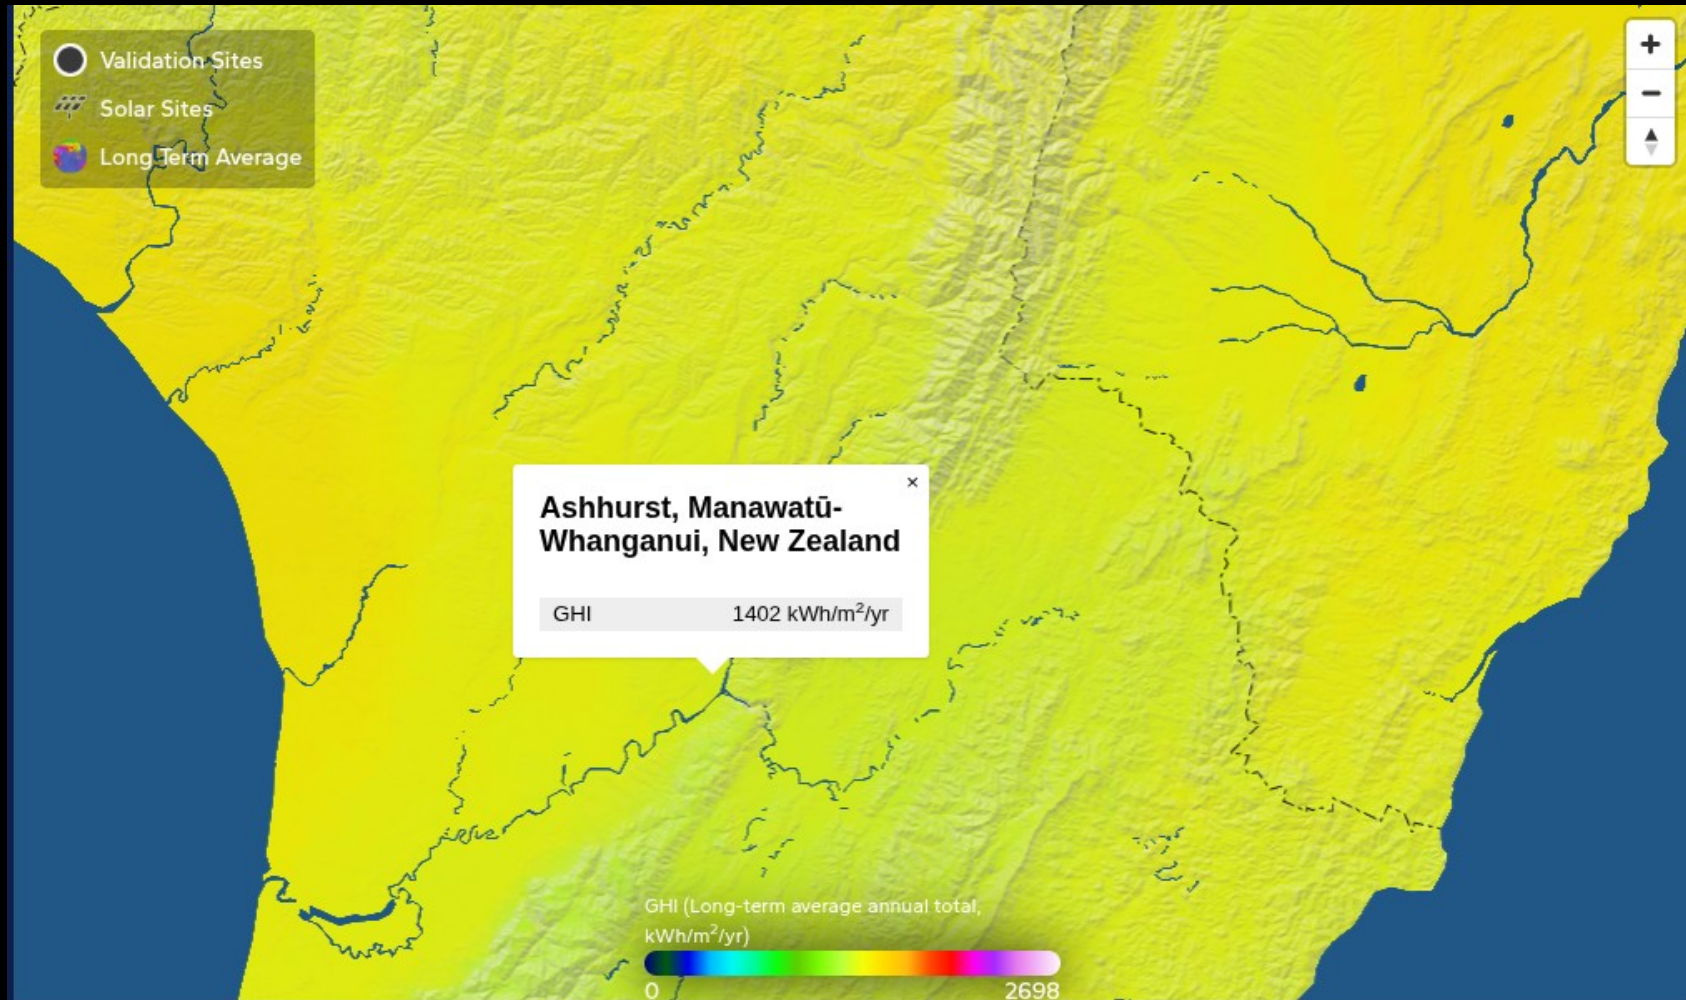 Validation Sites
Solar Sites
Long Term Average
+
−
×
Ashhurst, Manawatū-
Whanganui, New Zealand
GHI 1402 kWh/m²/yr
GHI (Long-term average annual total,
kWh/m²/yr)
0 2698